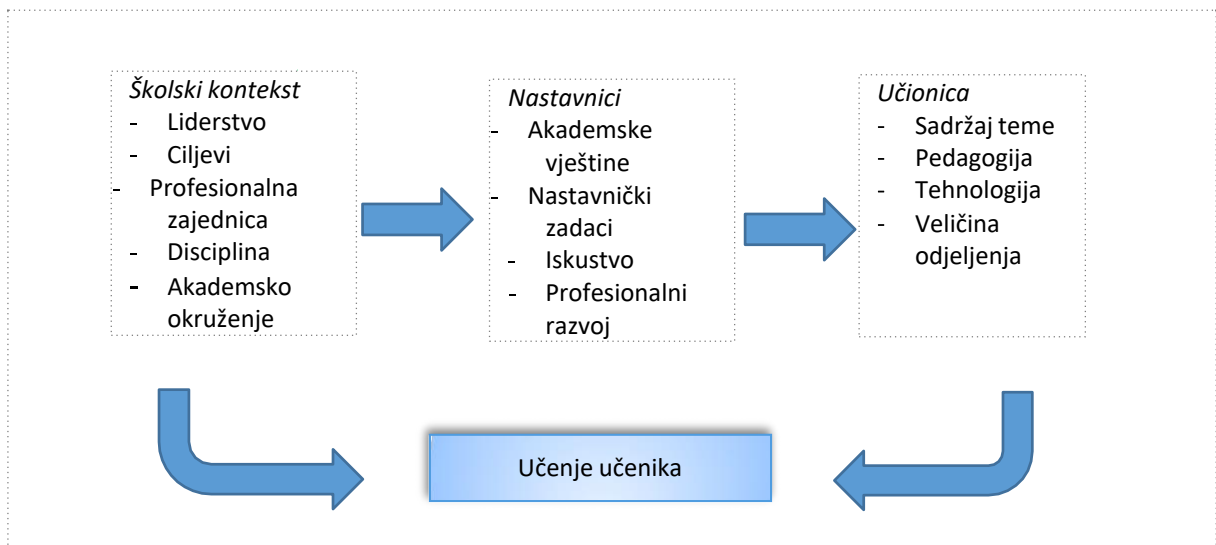 Školski kontekst
- Liderstvo
- Ciljevi
- Profesionalna
zajednica
- Disciplina
- Akademsko
okruženje
Nastavnici
- Akademske
vještine
- Nastavnički
zadaci
- Iskustvo
- Profesionalni
razvoj
Učionica
- Sadržaj teme
- Pedagogija
- Tehnologija
- Veličina
odjeljenja
Učenje učenika